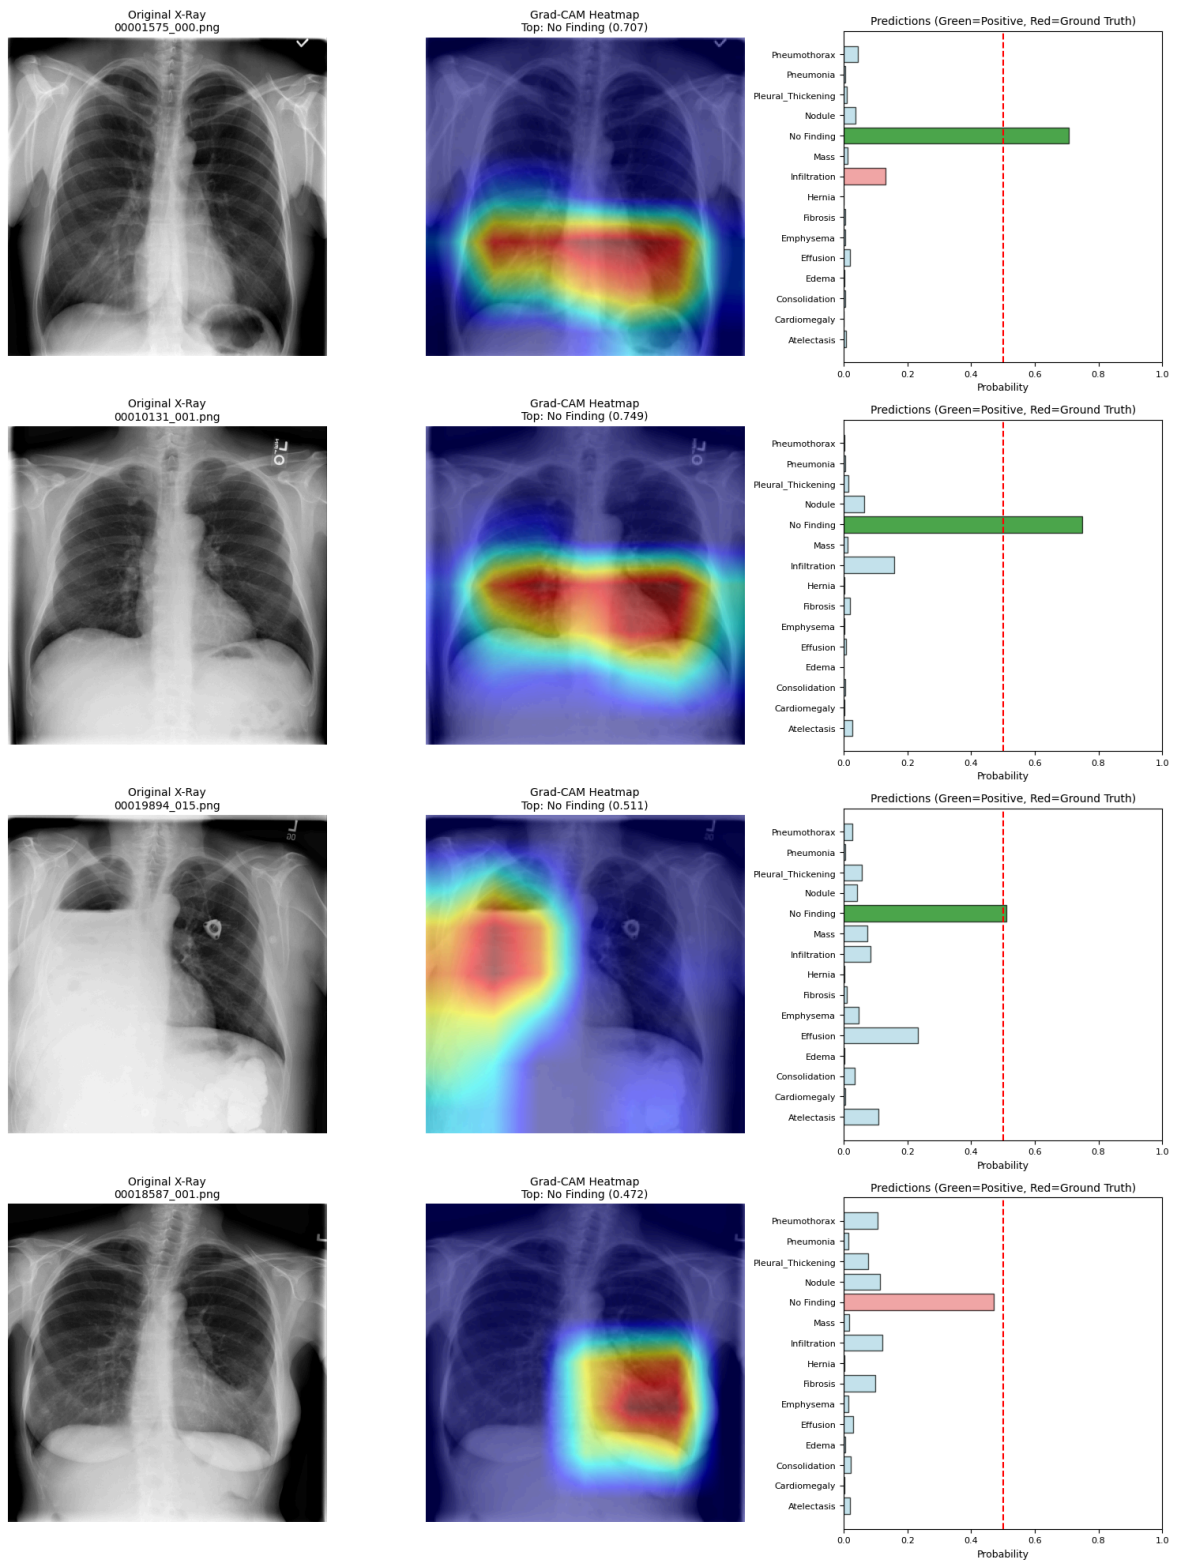 Original X-Ray
00001575_000.png
Grad-CAM Heatmap
Top: No Finding (0.707)
Predictions (Green=Positive, Red=Ground Truth)
Pneumothorax
Pneumonia
Pleural_Thickening
Nodule
No Finding
Mass
Infiltration
Hernia
Fibrosis
Emphysema
Effusion
Edema
Consolidation
Cardiomegaly
Atelectasis
0.0 0.2 0.4 0.6 0.8 1.0
Probability
Original X-Ray
00010131_001.png
Grad-CAM Heatmap
Top: No Finding (0.749)
Predictions (Green=Positive, Red=Ground Truth)
Pneumothorax
Pneumonia
Pleural_Thickening
Nodule
No Finding
Mass
Infiltration
Hernia
Fibrosis
Emphysema
Effusion
Edema
Consolidation
Cardiomegaly
Atelectasis
0.0 0.2 0.4 0.6 0.8 1.0
Probability
Original X-Ray
00019894_015.png
Grad-CAM Heatmap
Top: No Finding (0.511)
Predictions (Green=Positive, Red=Ground Truth)
Pneumothorax
Pneumonia
Pleural_Thickening
Nodule
No Finding
Mass
Infiltration
Hernia
Fibrosis
Emphysema
Effusion
Edema
Consolidation
Cardiomegaly
Atelectasis
0.0 0.2 0.4 0.6 0.8 1.0
Probability
Original X-Ray
00018587_001.png
Grad-CAM Heatmap
Top: No Finding (0.472)
Predictions (Green=Positive, Red=Ground Truth)
Pneumothorax
Pneumonia
Pleural_Thickening
Nodule
No Finding
Mass
Infiltration
Hernia
Fibrosis
Emphysema
Effusion
Edema
Consolidation
Cardiomegaly
Atelectasis
0.0 0.2 0.4 0.6 0.8 1.0
Probability